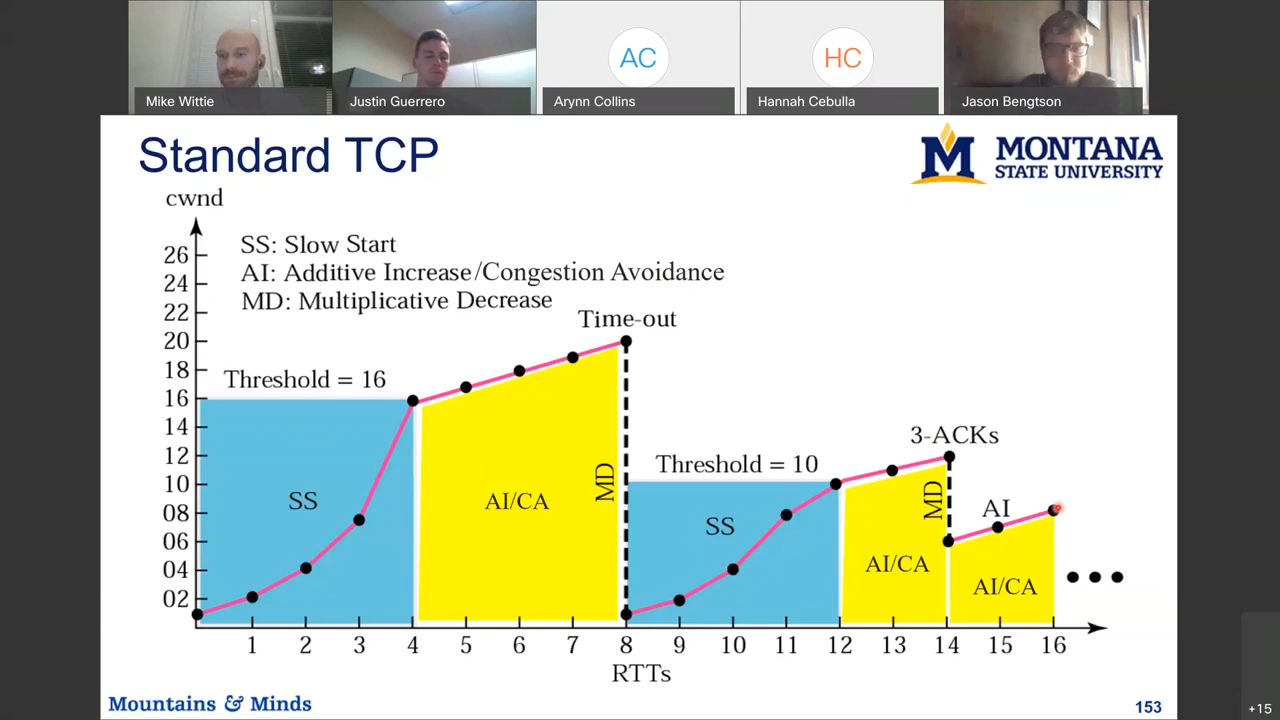 AC
HC
Mike Wittie
Justin Guerrero
Arynn Collins
Hannah Cebulla
Jason Bengtson
Standard TCP
M MONTANA
STATE UNIVERSITY
cwnd
SS: Slow Start
AI: Additive Increase/Congestion Avoidance
MD: Multiplicative Decrease
26
24
22
20
18
16
14
12
10
08
06
04
02
Time-out
Threshold = 16
3-ACKs
Threshold = 10
SS
AI/CA
MD
SS
AI/CA
MD
AI
AI/CA
1 2 3 4 5 6 7 8 9 10 11 12 13 14 15 16
RTTs
Mountains & Minds
153
+15